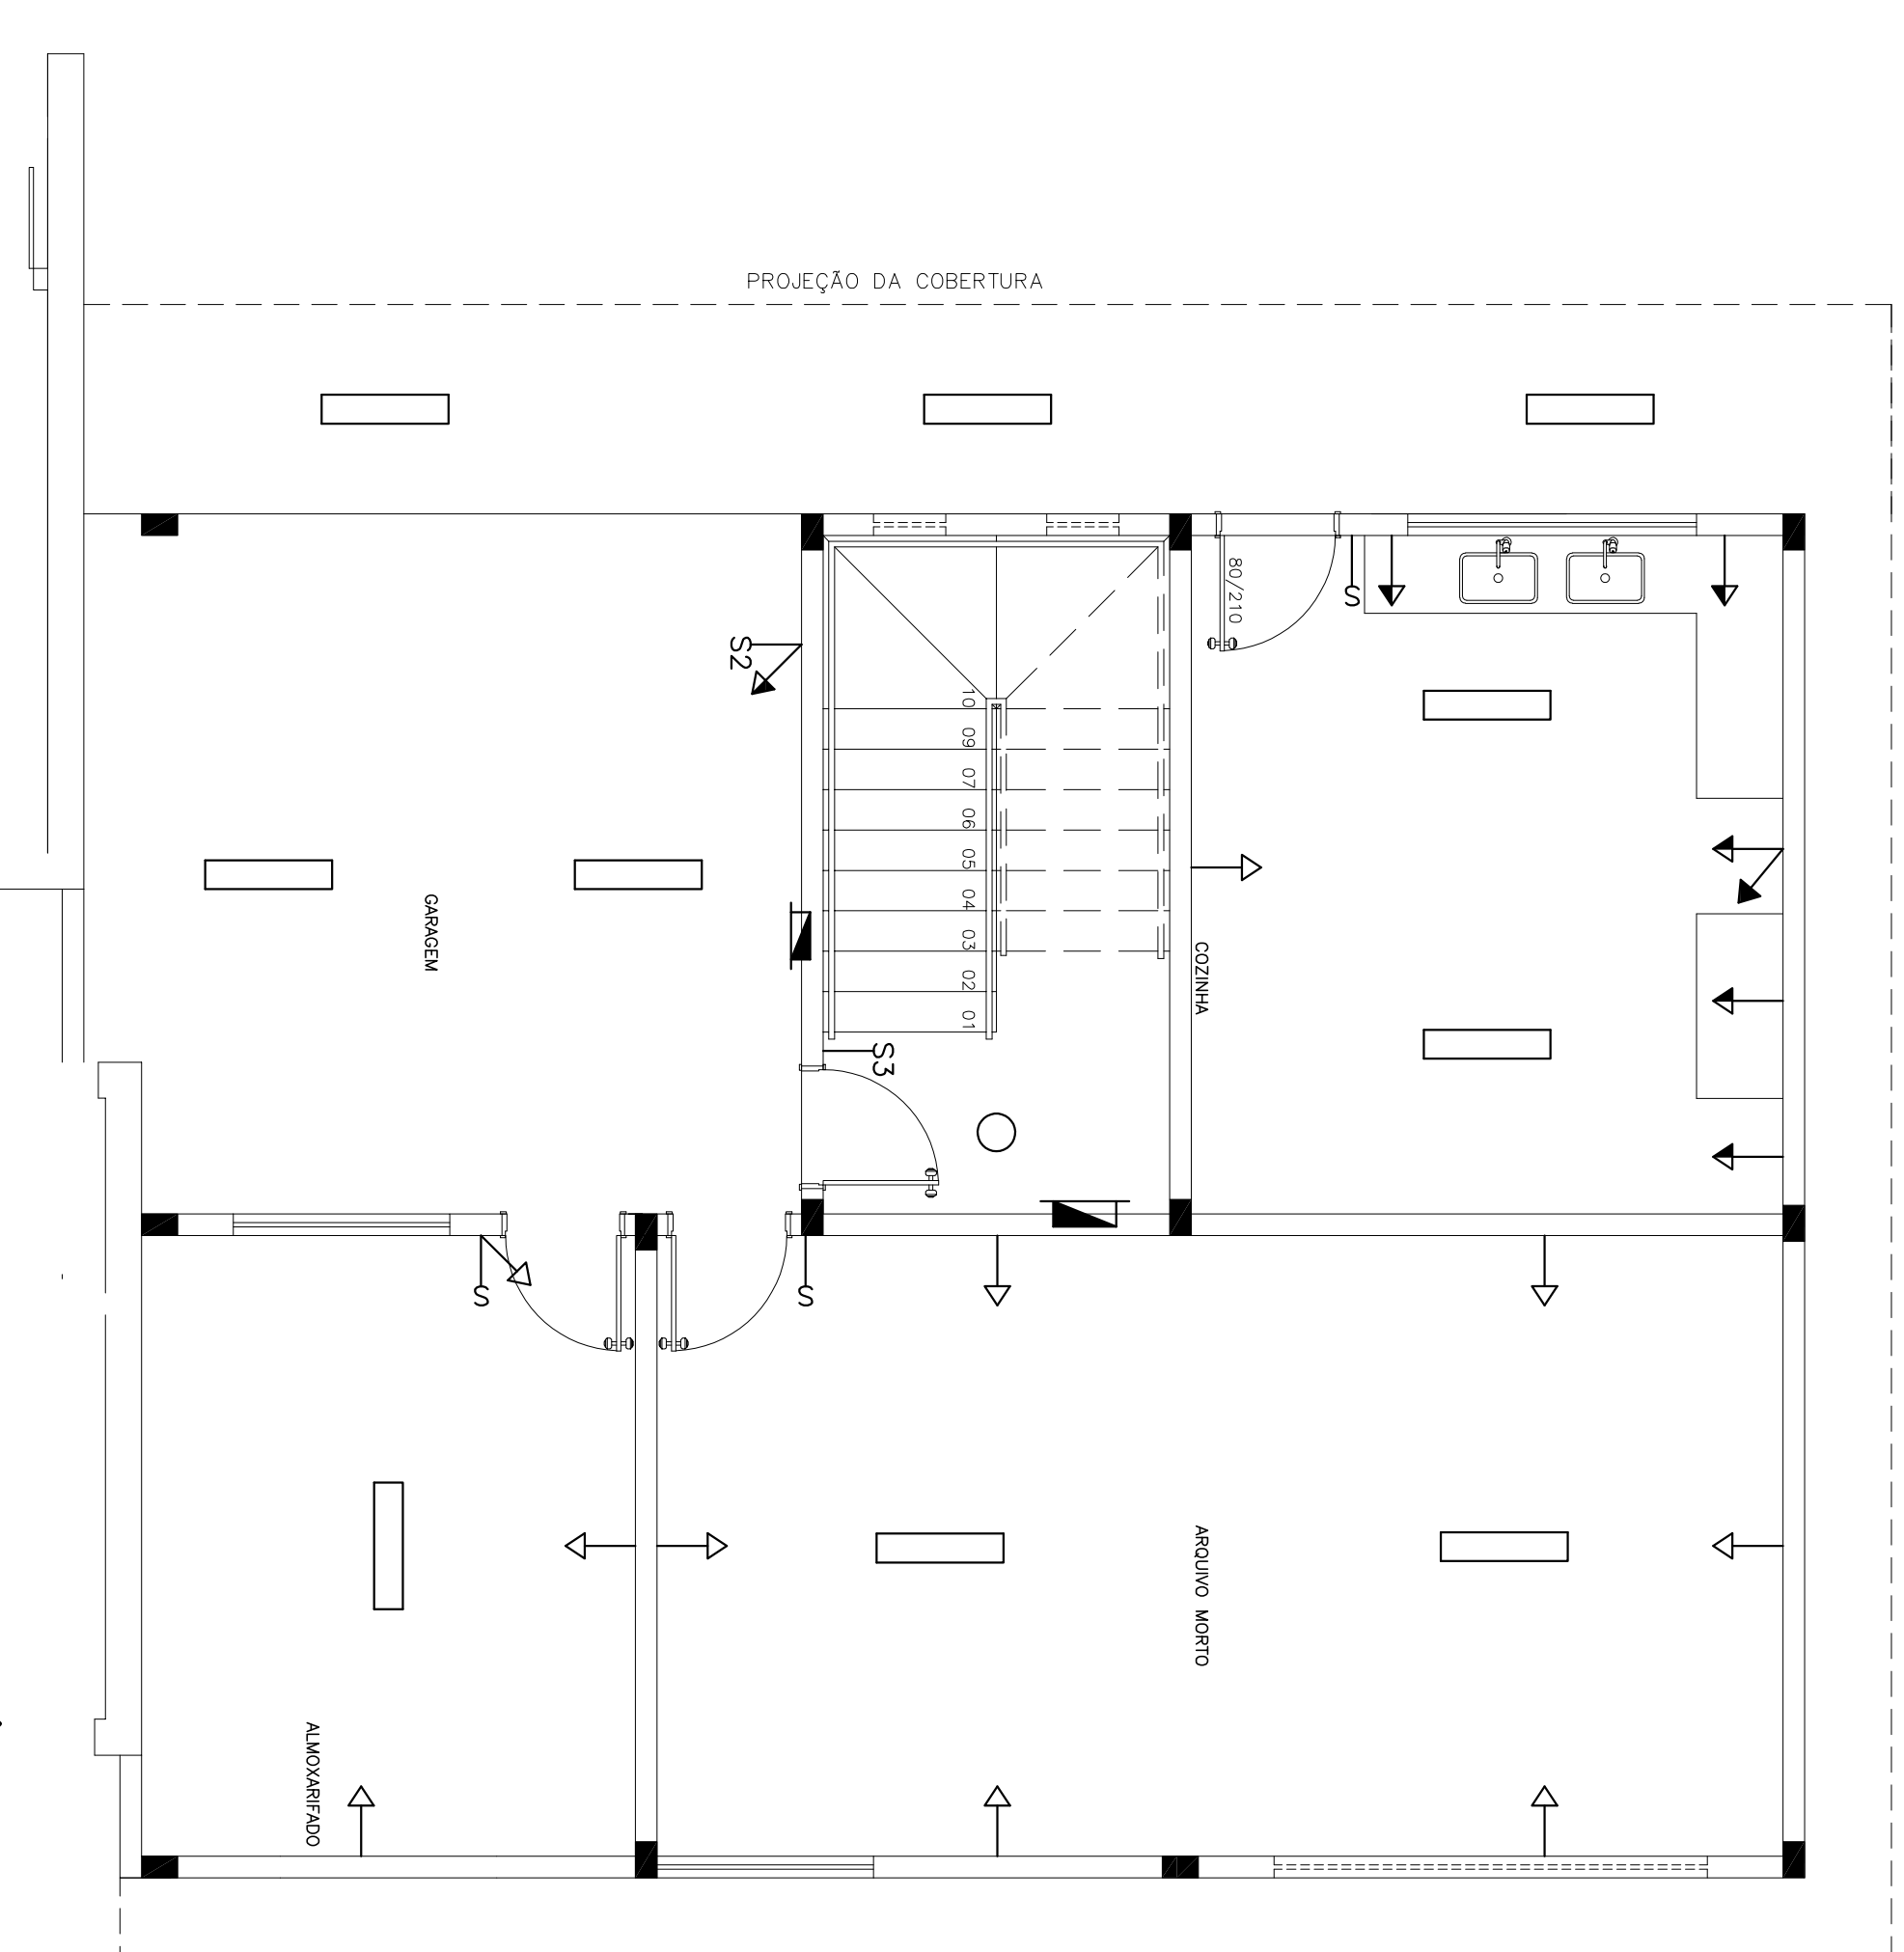 PROJEÇÃO DA COBERTURA
80/210
S
S2
10
09
07
06
05
04
03
02
01
GARAGEM
COZINHA
S3
S
S
ARQUIVO MORTO
ALMOXARIFADO